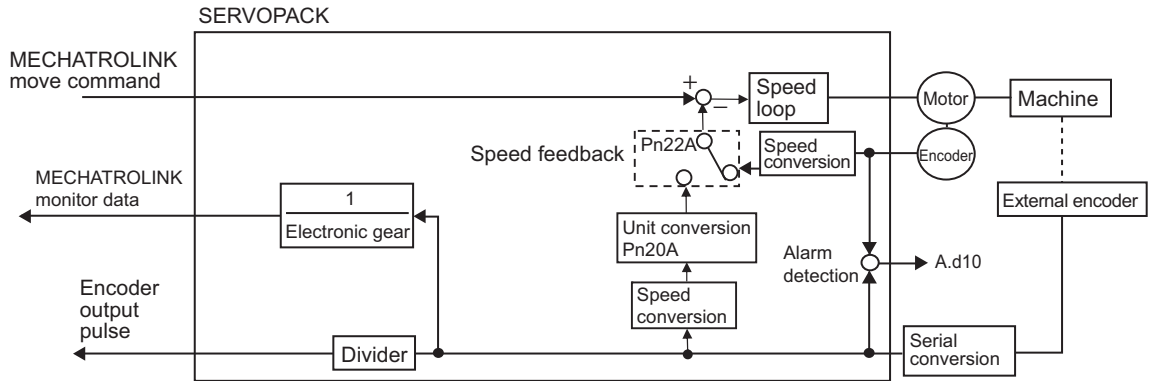 SERVOPACK
MECHATROLINK
move command
+
−
Speed
loop
Motor
Machine
Speed feedback
Pn22A
Speed
conversion
Encoder
MECHATROLINK
monitor data
1
Electronic gear
Unit conversion
Pn20A
External encoder
Alarm
detection
A.d10
Encoder
output
pulse
Speed
conversion
Divider
Serial
conversion